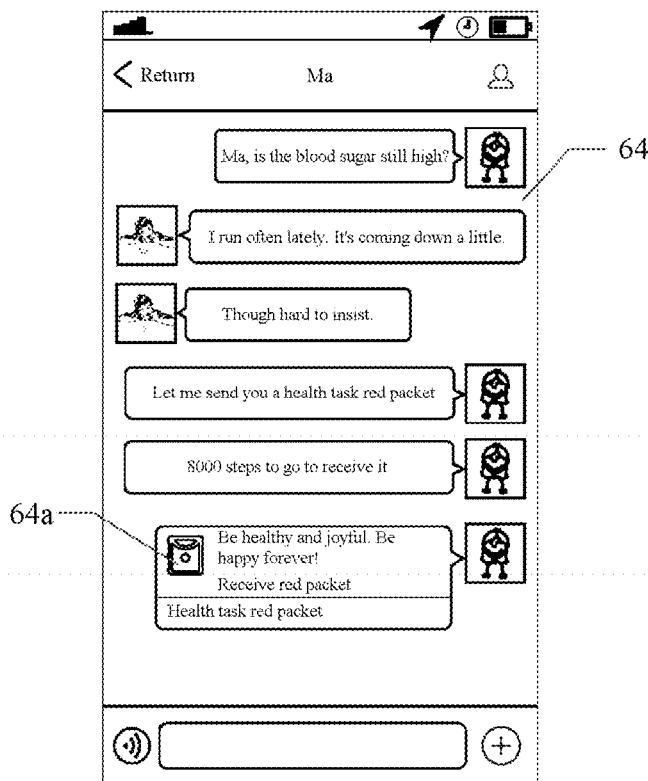 Return
Ma
Ma, is the blood sugar still high?
64
I run often lately. It's coming down a little.
Though hard to insist.
Let me send you a health task red packet
8000 steps to go to receive it
64a
Be healthy and joyful. Be
happy forever!
Receive red packet
Health task red packet